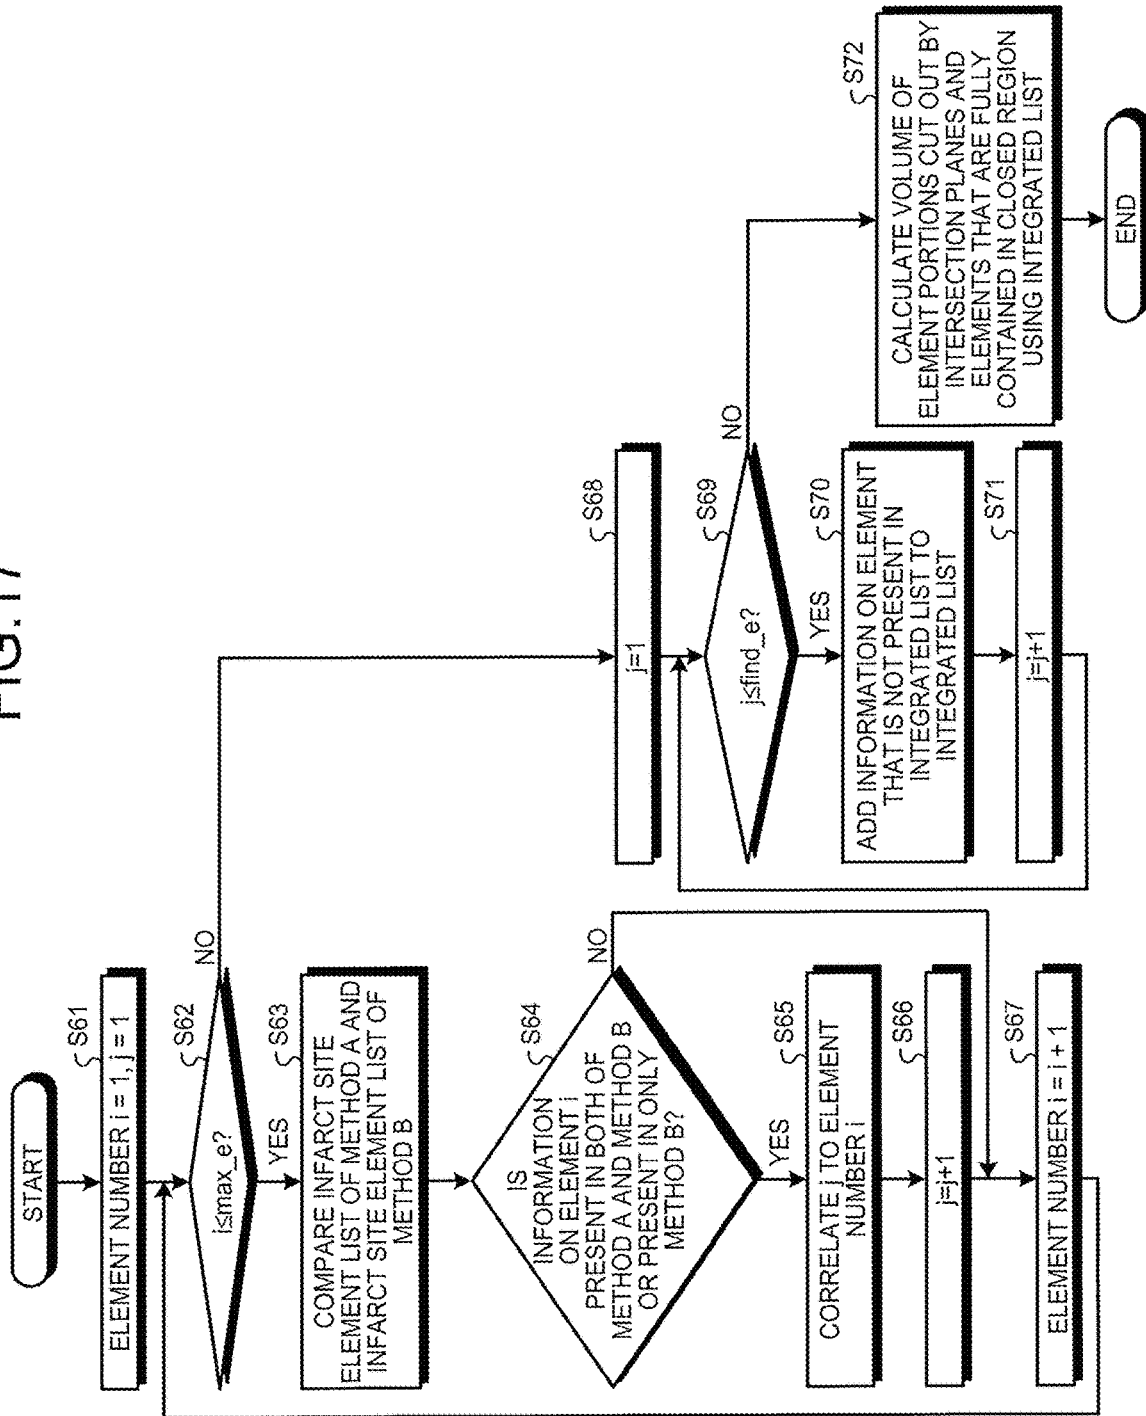 FIG.17
START
S61
ELEMENT NUMBER i = 1, j = 1
S62
i≤max_e?
NO
YES
S63
COMPARE INFARCT SITE
ELEMENT LIST OF METHOD A AND
INFARCT SITE ELEMENT LIST OF
METHOD B
S64
IS
INFORMATION
ON ELEMENT i
PRESENT IN BOTH OF
METHOD A AND METHOD B
OR PRESENT IN ONLY
METHOD B?
NO
YES
S65
CORRELATE j TO ELEMENT
NUMBER i
S66
j=j+1
S67
ELEMENT NUMBER i = i + 1
S68
j=1
S69
j≤find_e?
NO
YES
S70
ADD INFORMATION ON ELEMENT
THAT IS NOT PRESENT IN
INTEGRATED LIST TO
INTEGRATED LIST
S71
j=j+1
S72
CALCULATE VOLUME OF
ELEMENT PORTIONS CUT OUT BY
INTERSECTION PLANES AND
ELEMENTS THAT ARE FULLY
CONTAINED IN CLOSED REGION
USING INTEGRATED LIST
END